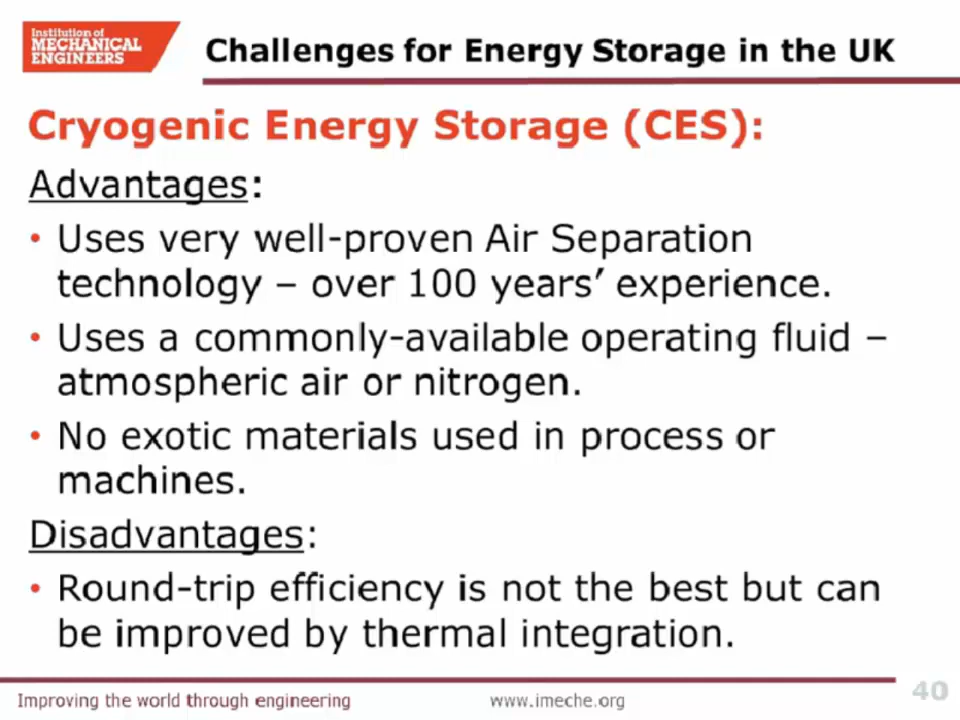 Institution of
MECHANICAL
ENGINEERS
Challenges for Energy Storage in the UK
Cryogenic Energy Storage (CES):
Advantages:
• Uses very well-proven Air Separation
technology – over 100 years’ experience.
• Uses a commonly-available operating fluid –
atmospheric air or nitrogen.
• No exotic materials used in process or
machines.
Disadvantages:
• Round-trip efficiency is not the best but can
be improved by thermal integration.
Improving the world through engineering
www.imeche.org
40